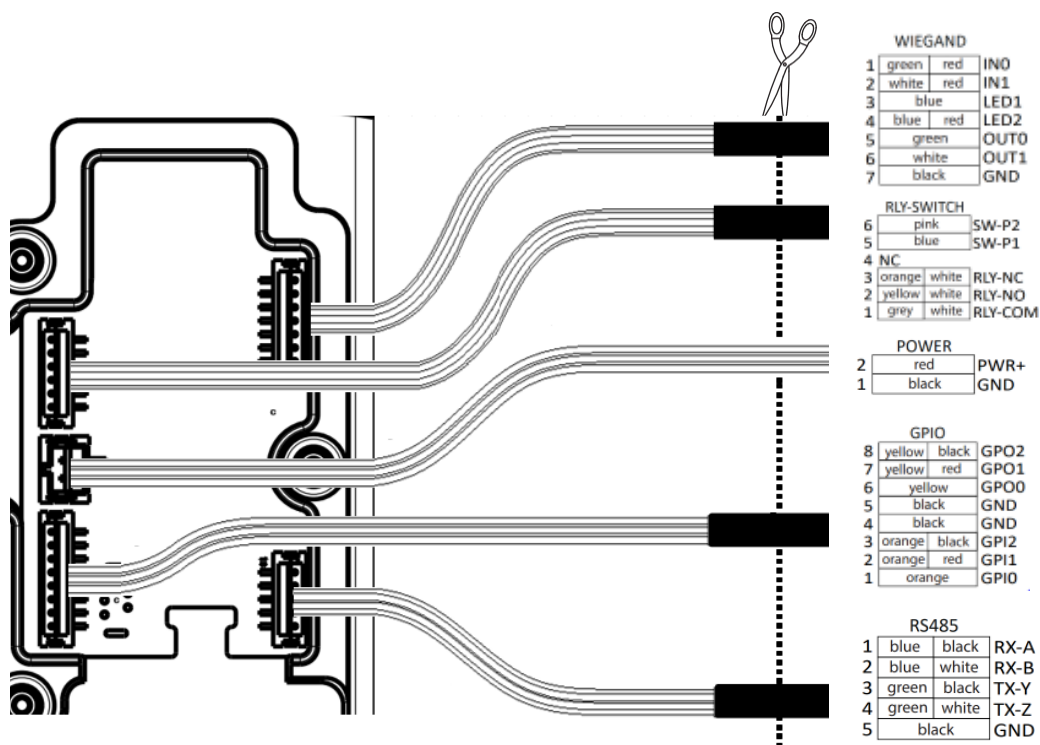 WIEGAND
1 green red IN0
2 white red IN1
3 blue LED1
4 blue red LED2
5 green OUT0
6 white OUT1
7 black GND
RLY-SWITCH
6 pink SW-P2
5 blue SW-P1
4 NC
3 orange white RLY-NC
2 yellow white RLY-NO
1 grey white RLY-COM
POWER
2 red PWR+
1 black GND
GPIO
8 yellow black GPO2
7 yellow red GPO1
6 yellow GPO0
5 black GND
4 black GND
3 orange black GPI2
2 orange red GPI1
1 orange GPI0
RS485
1 blue black RX-A
2 blue white RX-B
3 green black TX-Y
4 green white TX-Z
5 black GND